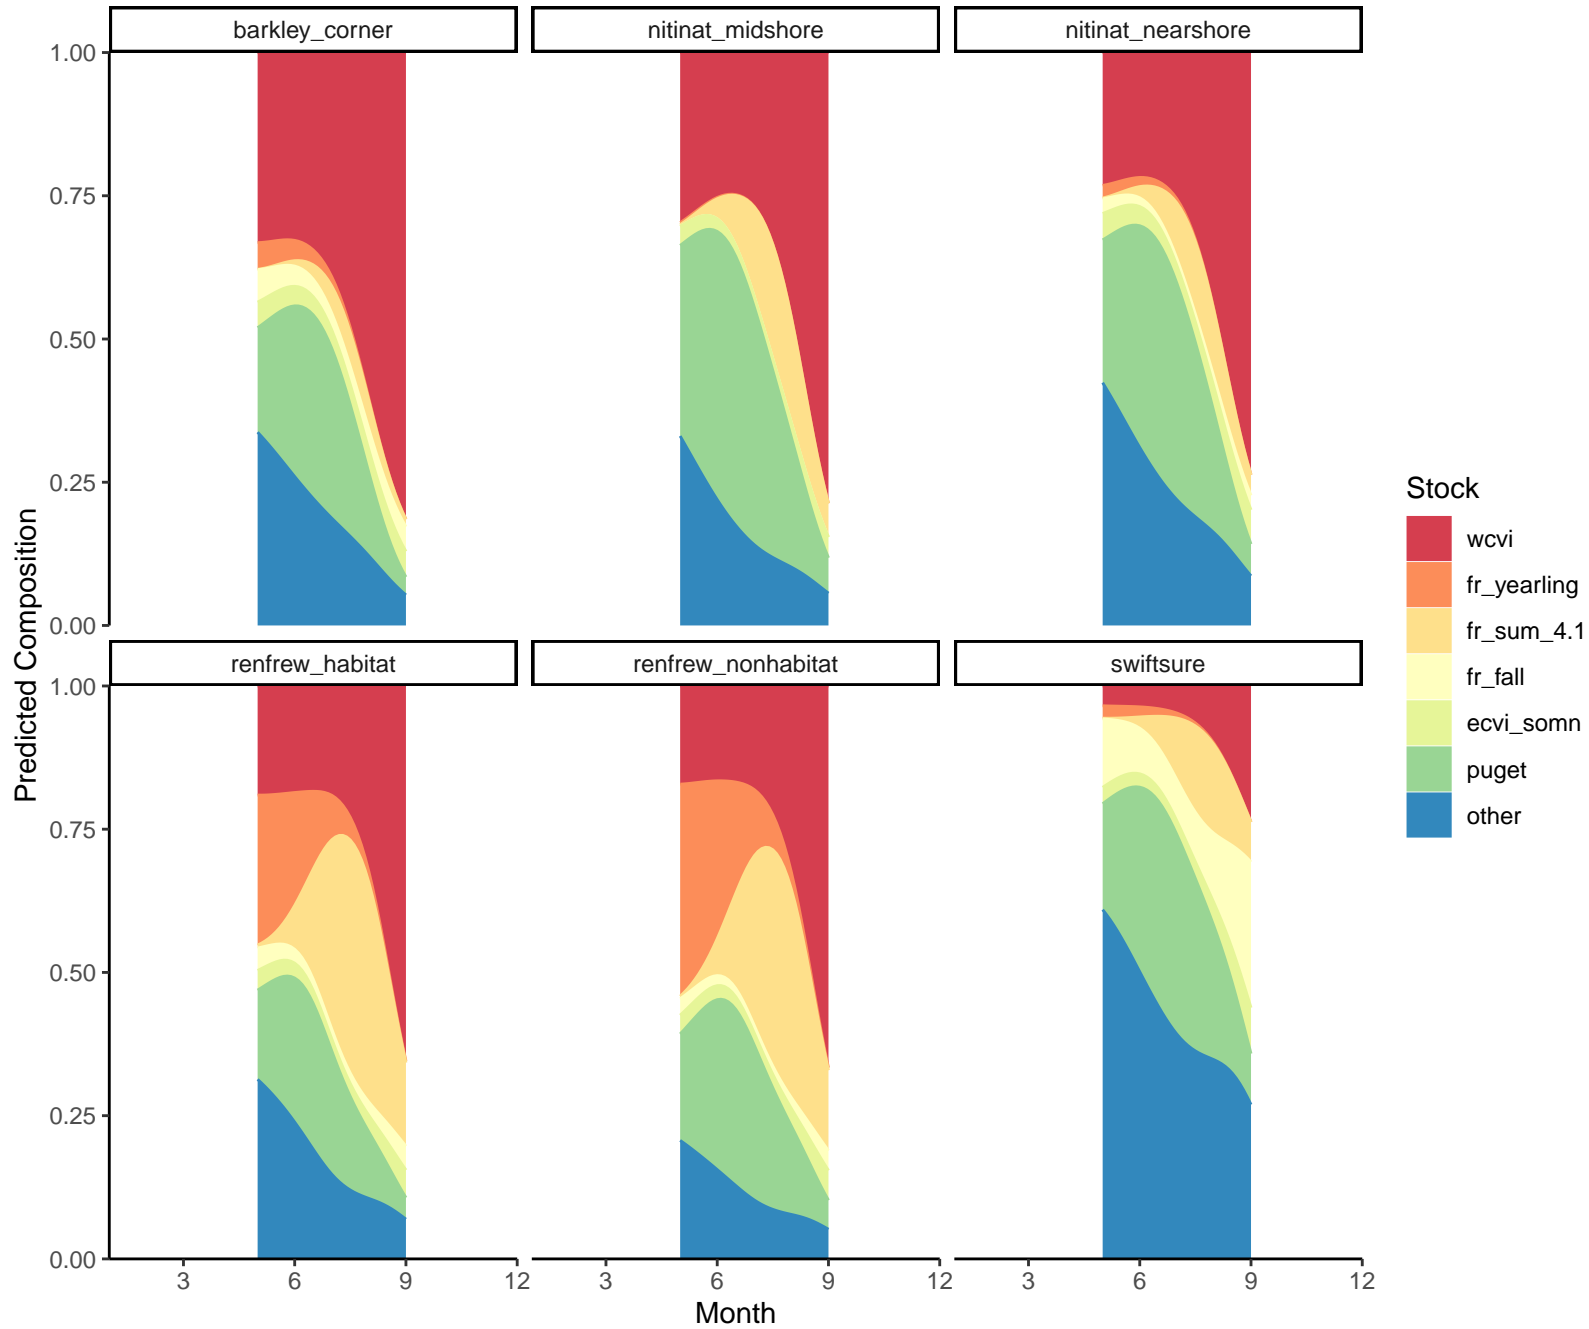 barkley_corner
nitinat_midshore
nitinat_nearshore
1.00
0.75
0.50
0.25
0.00
renfrew_habitat
renfrew_nonhabitat
swiftsure
1.00
0.75
0.50
0.25
0.00
3 6 9 12
3 6 9 12
3 6 9 12
Month
Predicted Composition
Stock
wcvi
fr_yearling
fr_sum_4.1
fr_fall
ecvi_somn
puget
other